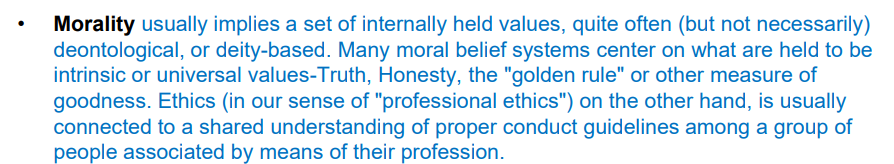 • Morality usually implies a set of internally held values, quite often (but not necessarily)
deontological, or deity-based. Many moral belief systems center on what are held to be
intrinsic or universal values-Truth, Honesty, the "golden rule" or other measure of
goodness. Ethics (in our sense of "professional ethics") on the other hand, is usually
connected to a shared understanding of proper conduct guidelines among a group of
people associated by means of their profession.